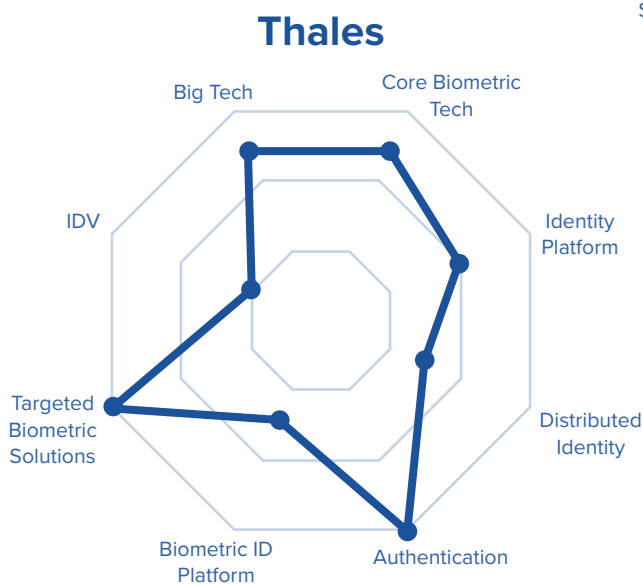 S
Thales
Big Tech
Core Biometric
Tech
IDV
Identity
Platform
Targeted
Biometric
Solutions
Distributed
Identity
Biometric ID
Platform
Authentication